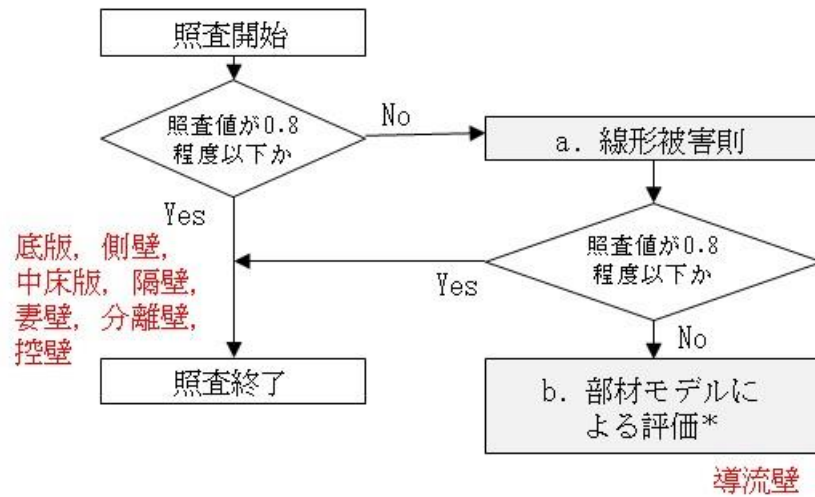 照査開始
照査値が0.8
程度以下か
No
a. 線形被害則
Yes
底版, 側壁,
中床版, 隔壁,
妻壁, 分離壁,
控壁
照査値が0.8
程度以下か
Yes
No
照査終了
b. 部材モデルに
よる評価*
導流壁